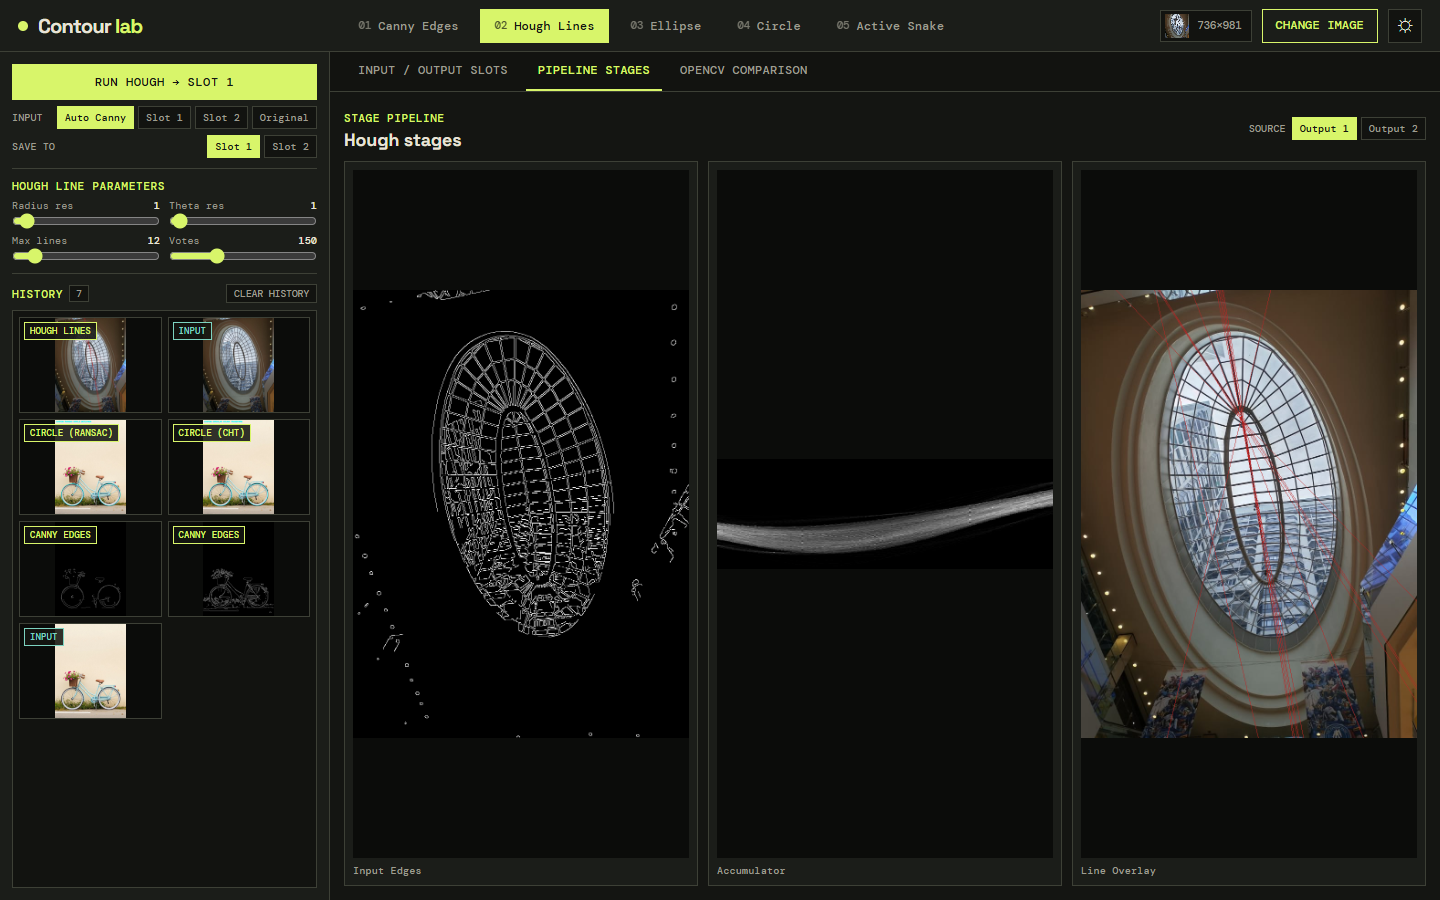 Contour lab
01 Canny Edges
02 Hough Lines
03 Ellipse
04 Circle
05 Active Snake
736×981
CHANGE IMAGE
RUN HOUGH → SLOT 1
INPUT
Auto Canny
Slot 1
Slot 2
Original
SAVE TO
Slot 1
Slot 2
HOUGH LINE PARAMETERS
Radius res 1
Theta res 1
Max lines 12
Votes 150
HISTORY 7
CLEAR HISTORY
HOUGH LINES
INPUT
CIRCLE (RANSAC)
CIRCLE (CHT)
CANNY EDGES
CANNY EDGES
INPUT
INPUT / OUTPUT SLOTS
PIPELINE STAGES
OPENCV COMPARISON
STAGE PIPELINE
Hough stages
SOURCE
Output 1
Output 2
Input Edges
Accumulator
Line Overlay